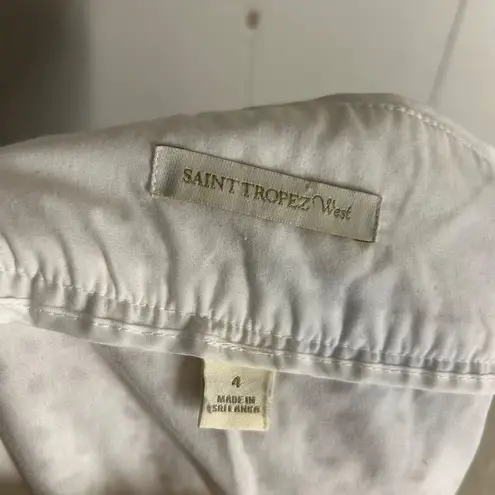 SAINT TROPEZ West
4
MADE IN
SRI LANKA